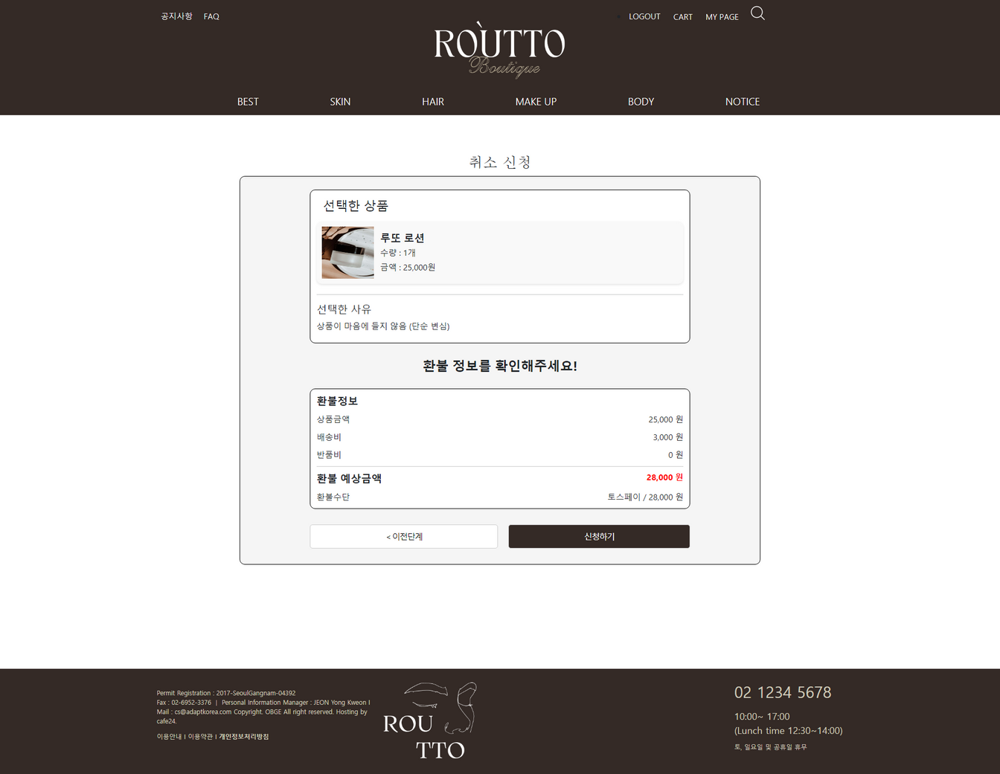 공지사항 FAQ
LOGOUT CART MY PAGE
ROÙTTO
Boutique
BEST SKIN HAIR MAKE UP BODY NOTICE
취소 신청
선택한 상품
루또 로션
수량 : 1개
금액 : 25,000원
선택한 사유
상품이 마음에 들지 않음 (단순 변심)
환불 정보를 확인해주세요!
환불정보
상품금액 25,000 원
배송비 3,000 원
반품비 0 원
환불 예상금액 28,000 원
환불수단 토스페이 / 28,000 원
< 이전단계 신청하기
Permit Registration : 2017-SeoulGangnam-04392
Fax : 02-6952-3376 | Personal Information Manager : JEON Yong Kweon I
Mail : cs@adaptkorea.com Copyright. OBGE All right reserved. Hosting by
cafe24.
이용안내 I 이용약관 I 개인정보처리방침
ROU
TTO
02 1234 5678
10:00~ 17:00
(Lunch time 12:30~14:00)
토, 일요일 및 공휴일 휴무